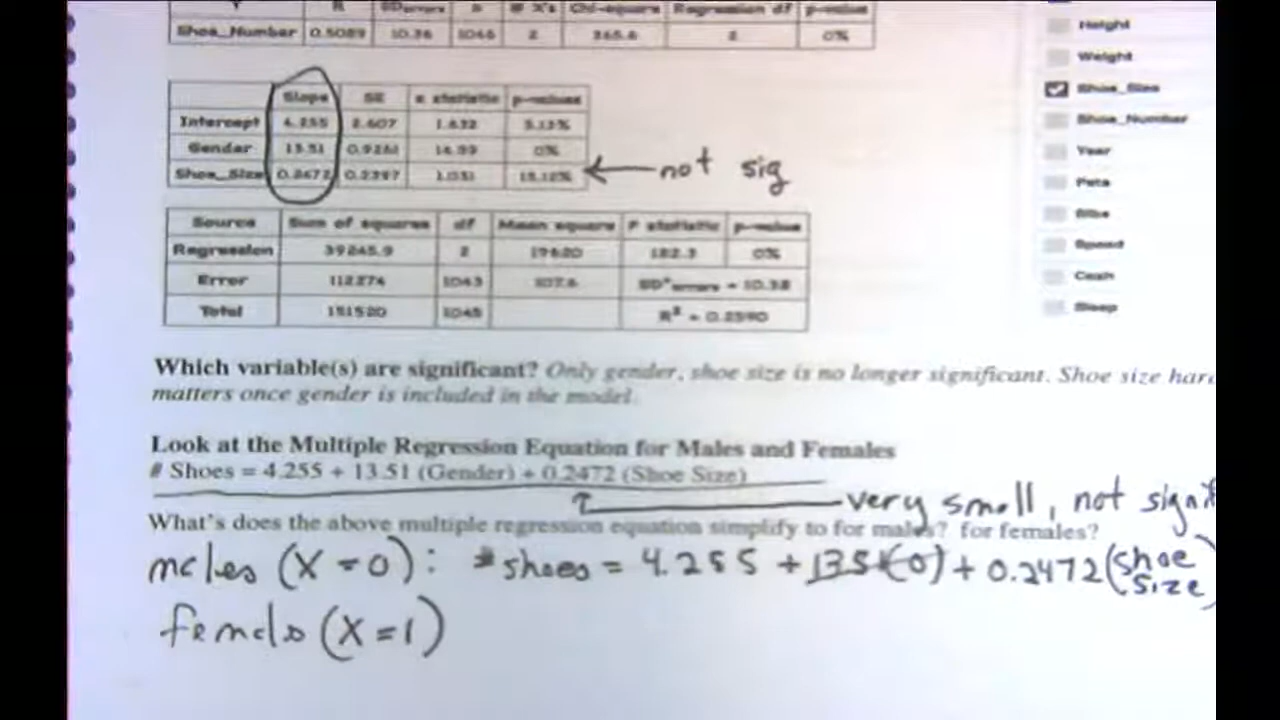 Y R SDerrors n # X's Chi-square Regression df p-value
Shoe_Number 0.5089 10.36 1046 2 2 0%
Slope SE z statistic p-values
Intercept 4.255 2.607 1.632 5.13%
Gender 13.51 14.59 0%
Shoe_Size 0.2472 1.031 15.12% ← not sig
Source Sum of squares df Mean square F statistic p-value
Regression 39245.9 2 19620 182.3 0%
Error 112274 1043 107.6 SD+errors = 10.38
Total 151520 1045 R² = 0.2590
Height
Weight
Shoe_Size
Shoe_Number
Year
Pets
Sibs
Speed
Cash
Sleep
Which variable(s) are significant? Only gender, shoe size is no longer significant. Shoe size hard
matters once gender is included in the model.
Look at the Multiple Regression Equation for Males and Females
# Shoes = 4.255 + 13.51 (Gender) + 0.2472 (Shoe Size)
very small, not signif
What's does the above multiple regression equation simplify to for males? for females?
males (X=0): # shoes = 4.255 + 13.51(0) + 0.2472 (shoe
size)
females (X=1)